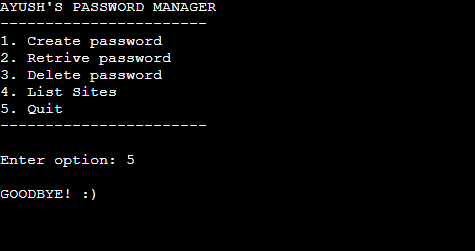 AYUSH'S PASSWORD MANAGER
-----------------------
1. Create password
2. Retrive password
3. Delete password
4. List Sites
5. Quit
-----------------------
Enter option: 5
GOODBYE! :)